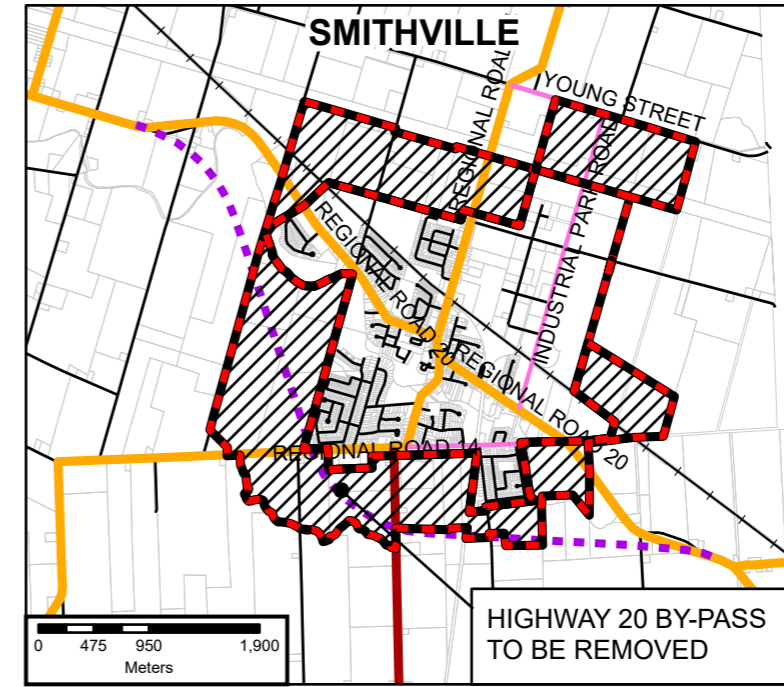 SMITHVILLE
YOUNG STREET
REGIONAL ROAD
INDUSTRIAL PARK ROAD
REGIONAL ROAD 20
REGIONAL ROAD 20
REGIONAL ROAD 14
HIGHWAY 20 BY-PASS
TO BE REMOVED
0 475 950 1,900
Meters